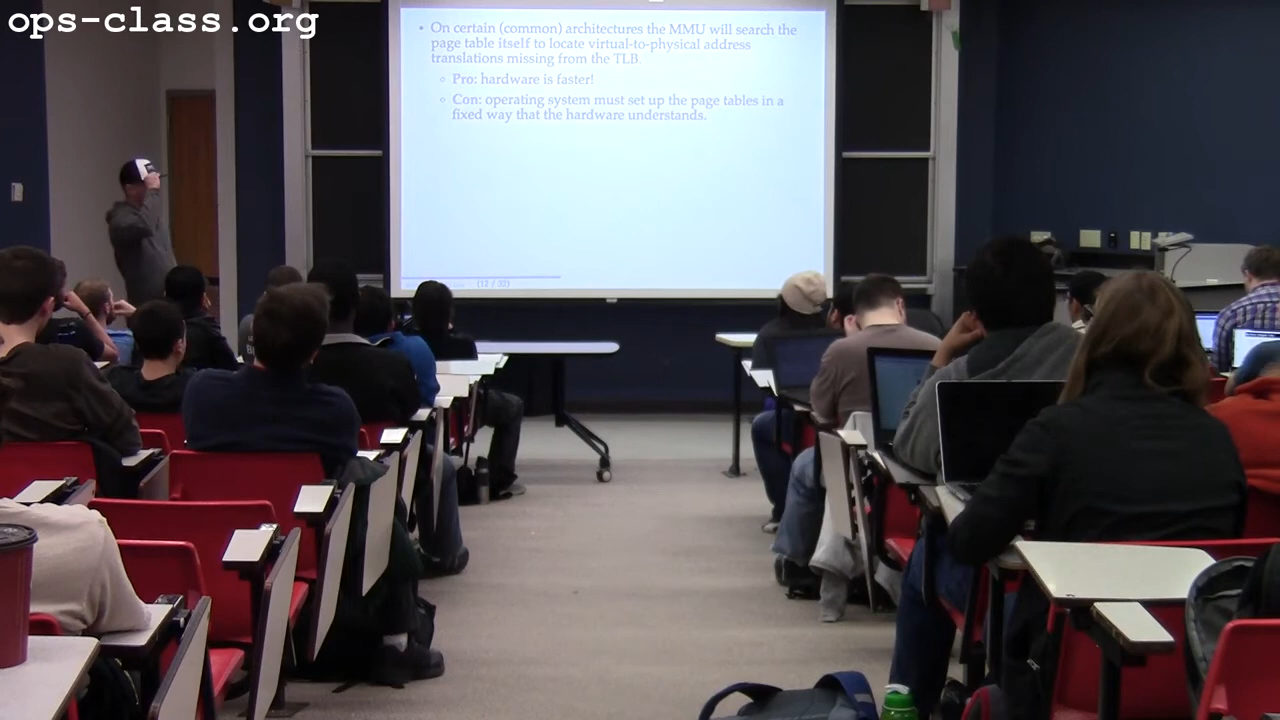 ops-class.org
• On certain (common) architectures the MMU will search the
page table itself to locate virtual-to-physical address
translations missing from the TLB.
◦ Pro: hardware is faster!
◦ Con: operating system must set up the page tables in a
fixed way that the hardware understands.
(12 / 32)